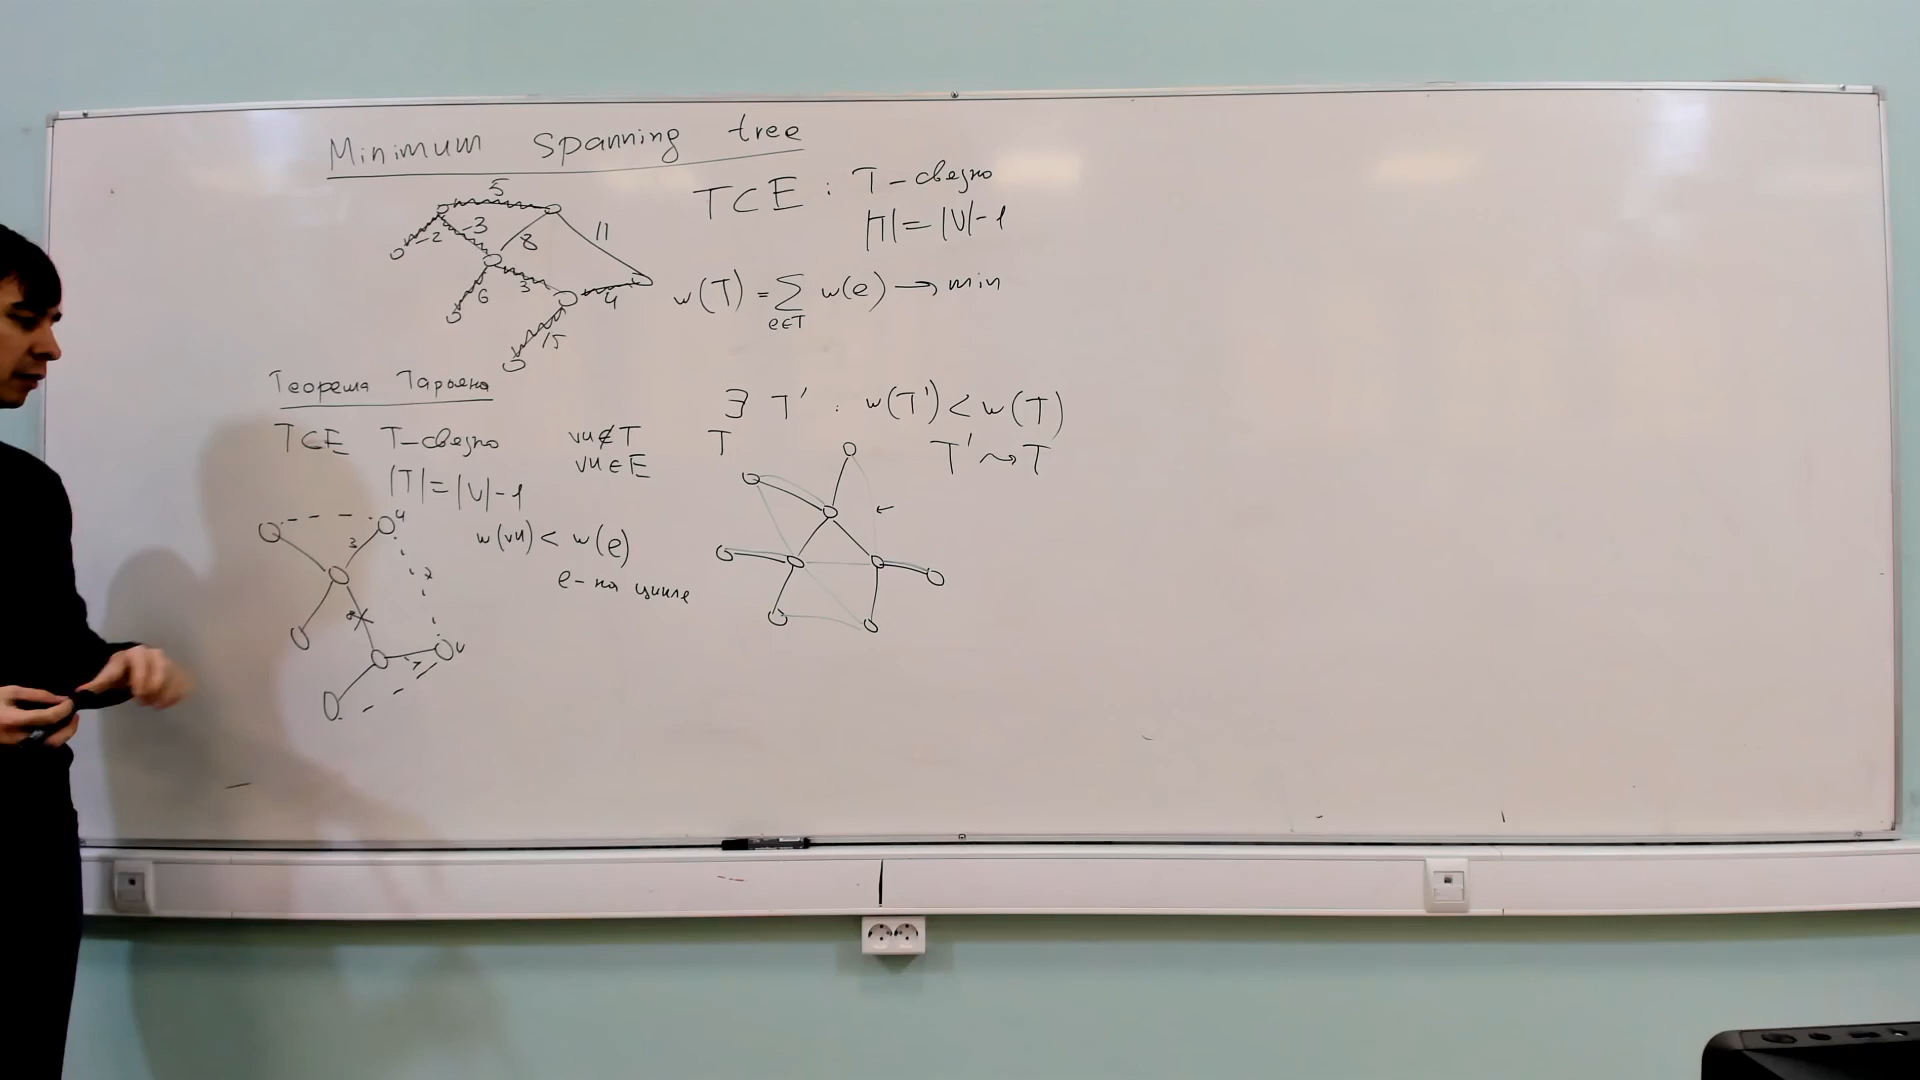 Minimum spanning tree
5
-2
-3
8
11
6
3
4
15
T⊂E : T-связно
|T|=|V|-1
w(T) = ∑ w(e) → min
e∈T
Теорема Тарьяна
T⊂E T-связно
|T|=|V|-1
vu∉T
vu∈E
w(vu) < w(e)
e- на цикле
u
3
v
∃ T' : w(T') < w(T)
T
T' ⇝ T
←